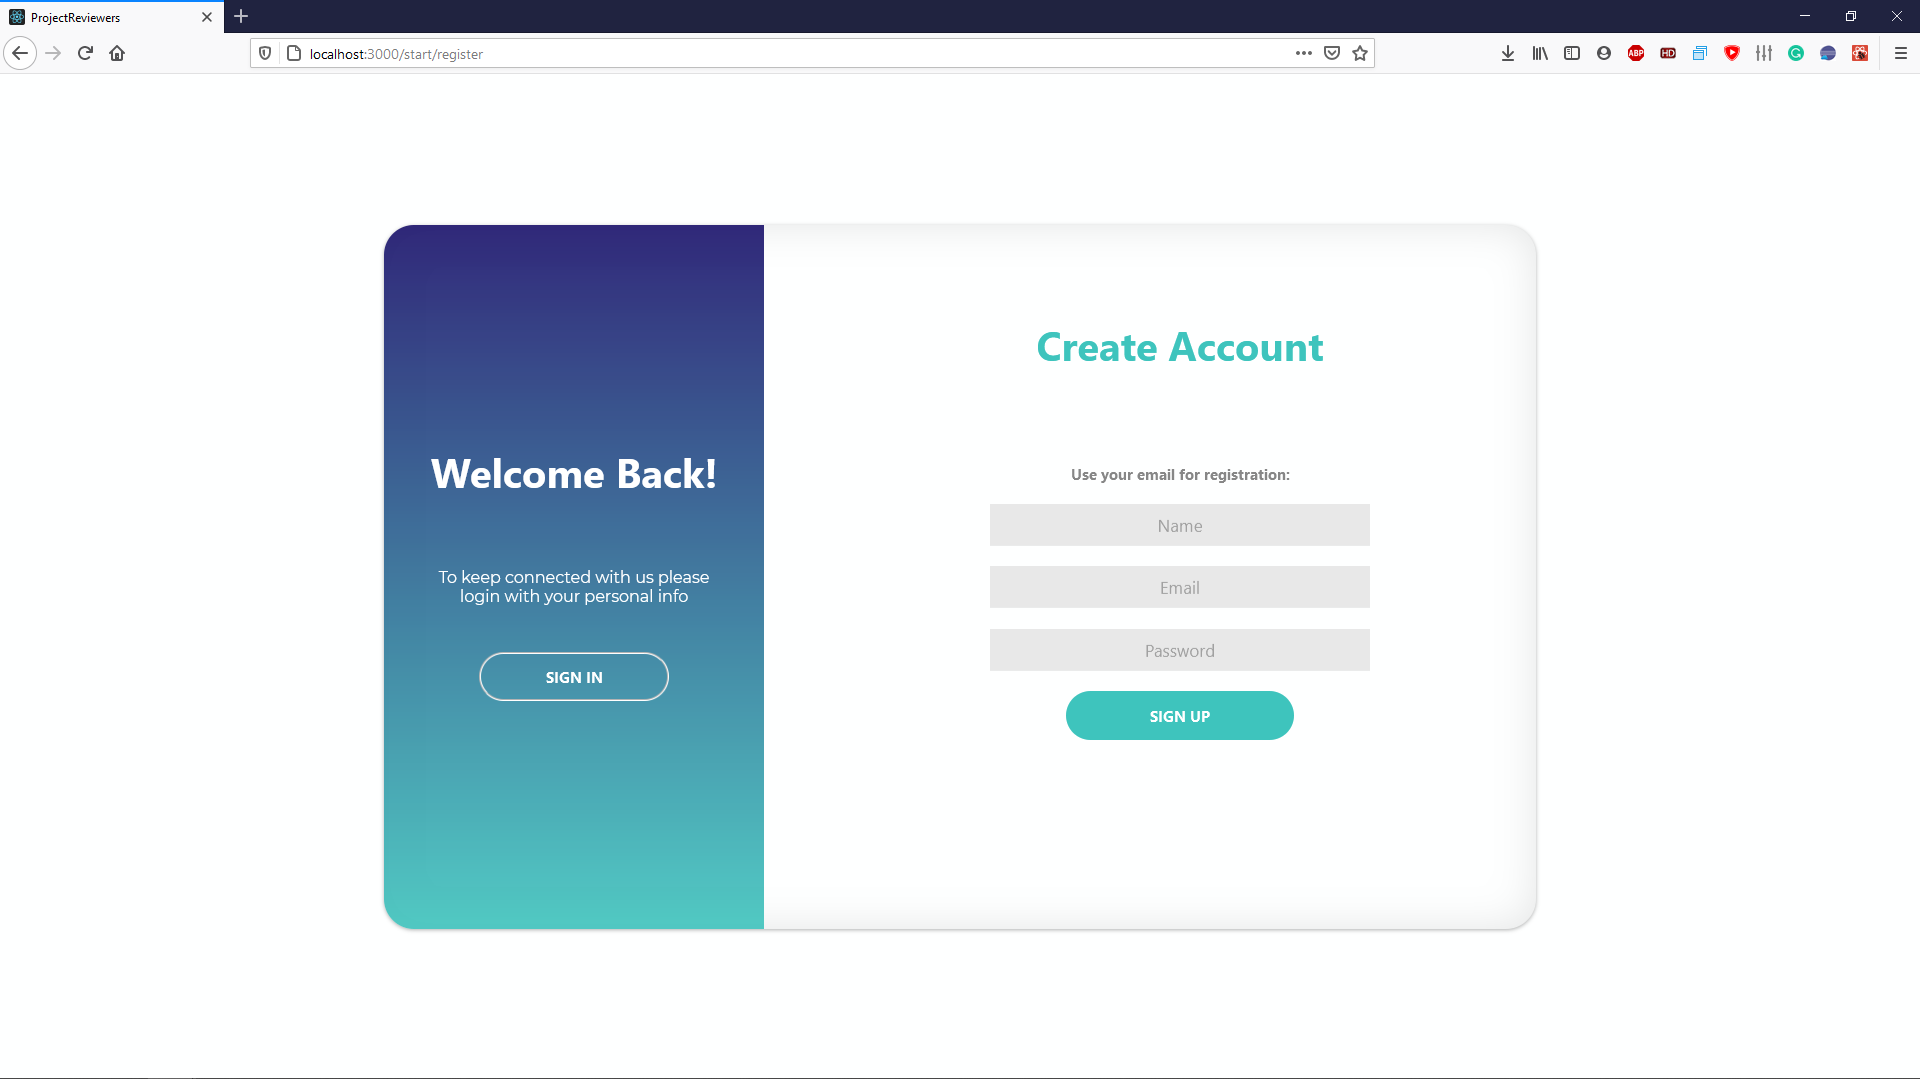 ProjectReviewers
localhost:3000/start/register
ABP
HD
Welcome Back!
To keep connected with us please
login with your personal info
SIGN IN
Create Account
Use your email for registration:
Name
Email
Password
SIGN UP